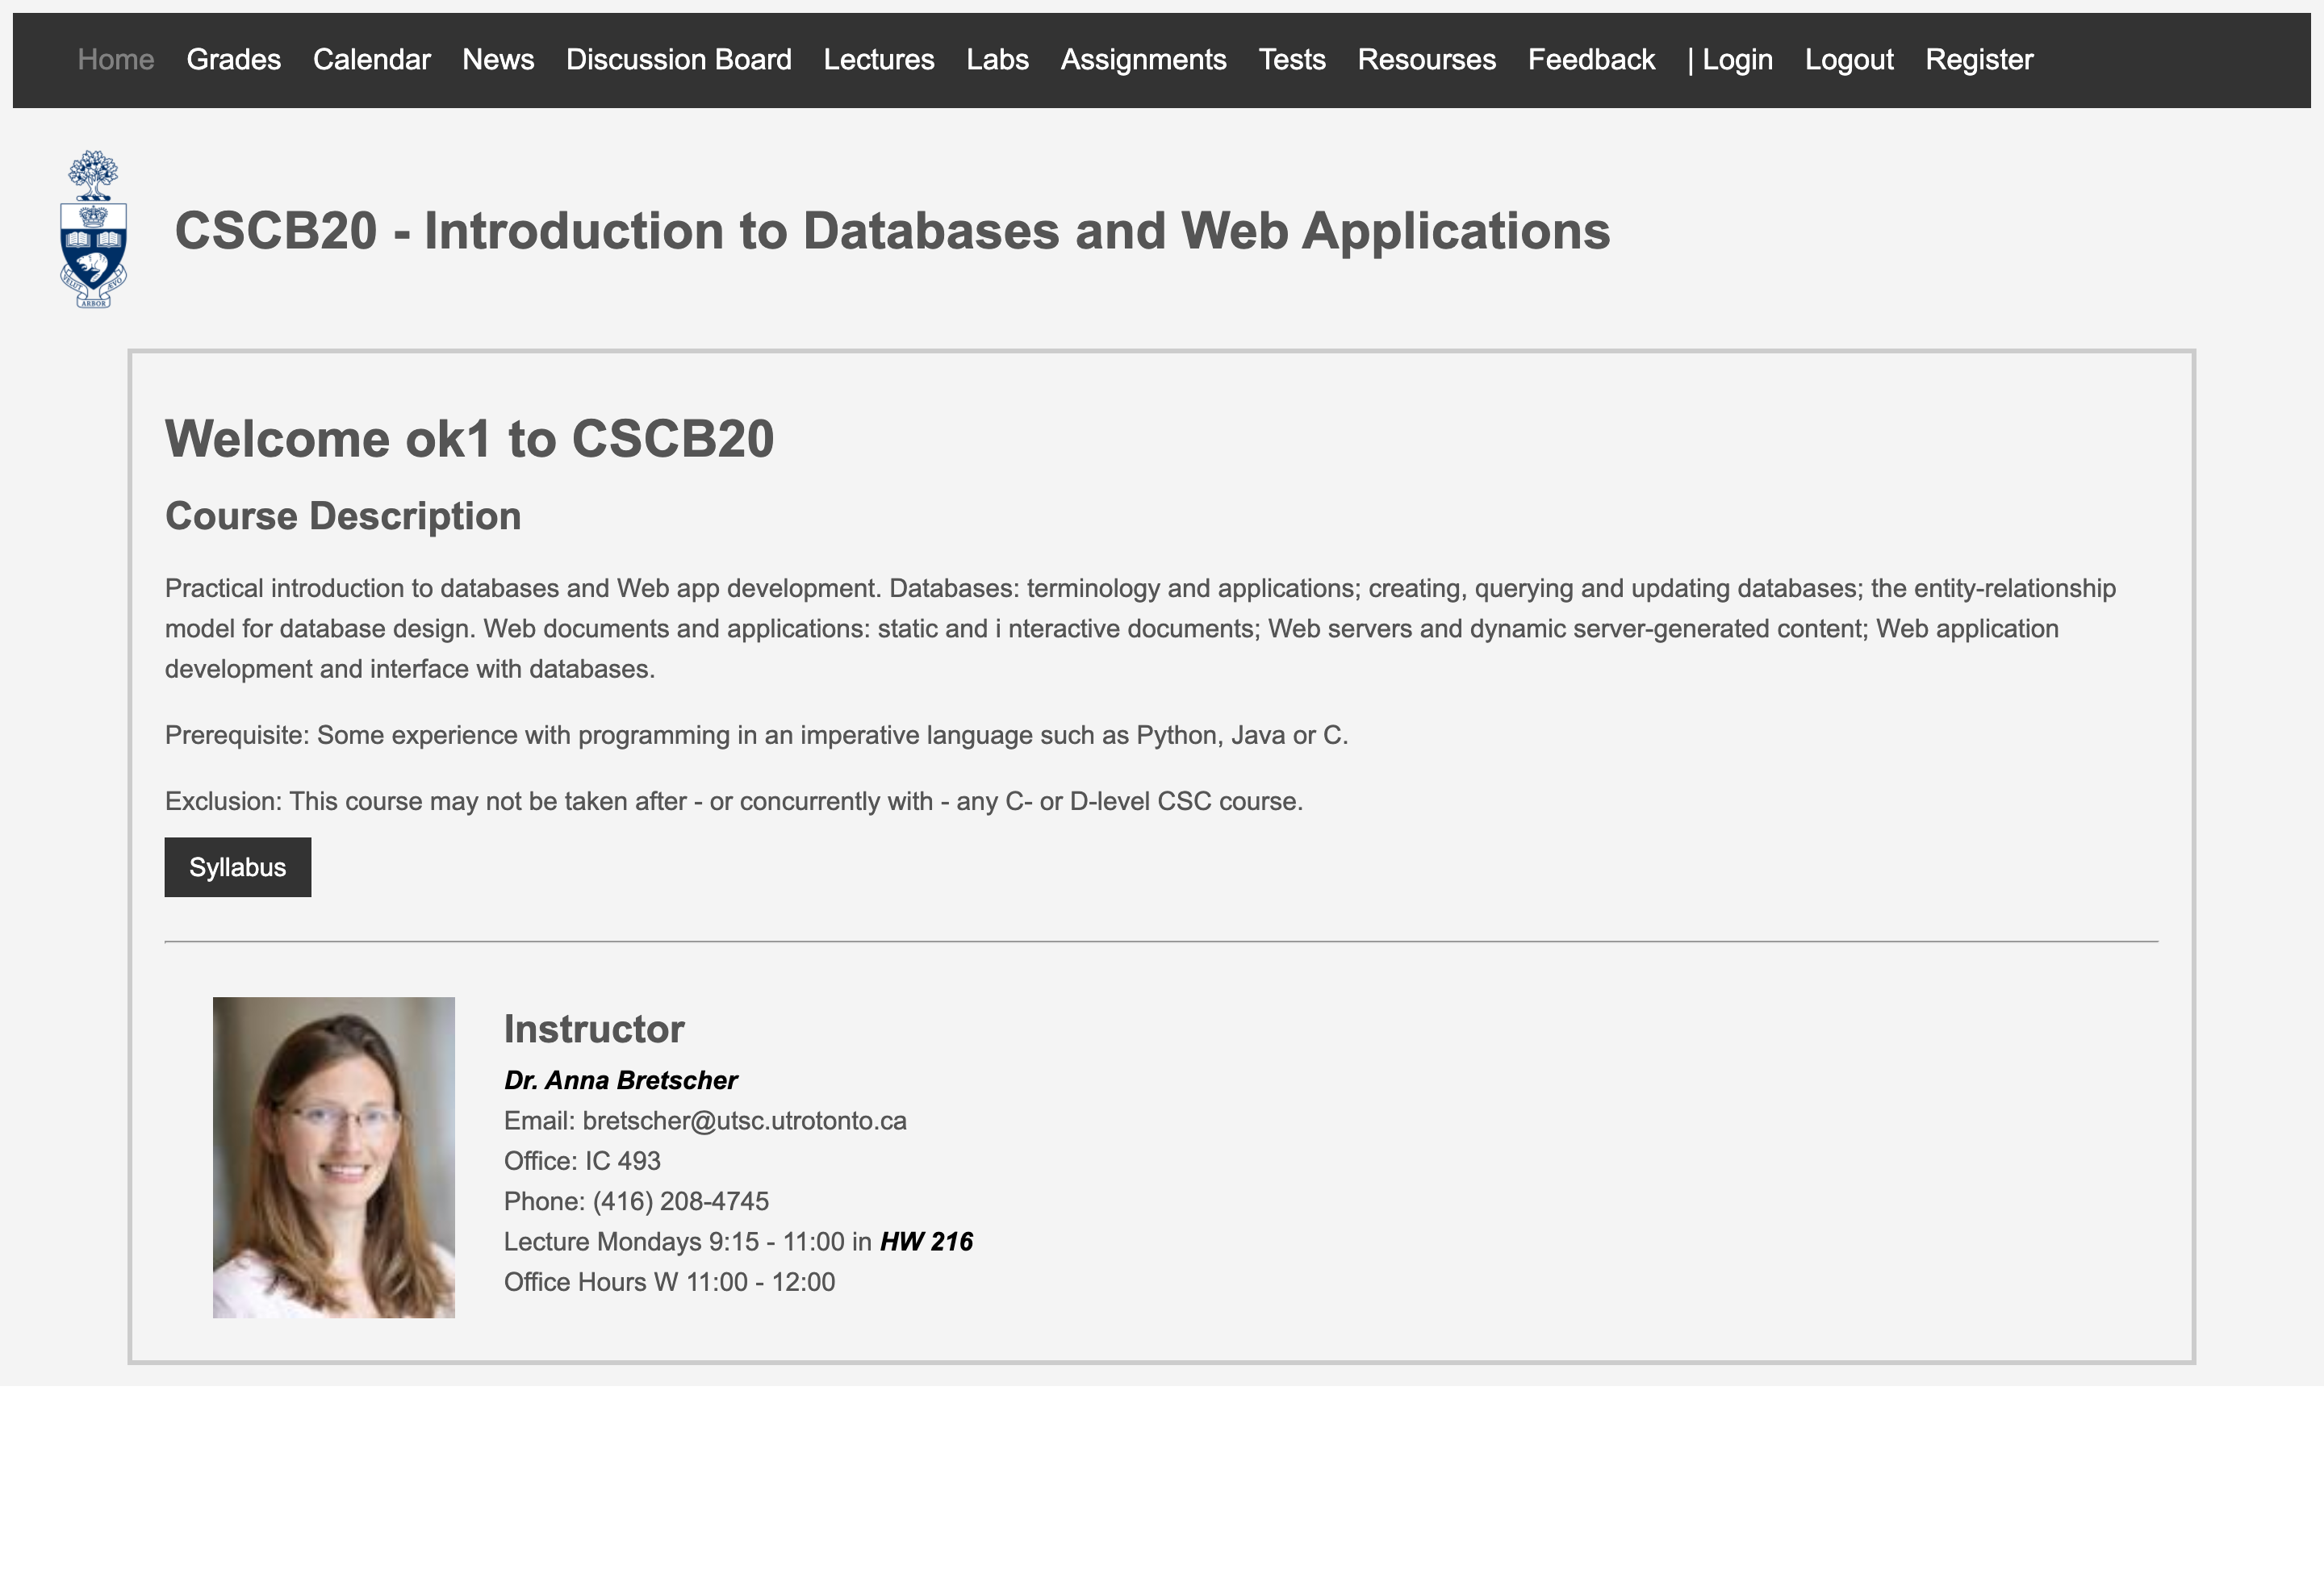 Home Grades Calendar News Discussion Board Lectures Labs Assignments Tests Resourses Feedback | Login Logout Register
VELUT ARBOR ÆVO
CSCB20 - Introduction to Databases and Web Applications
Welcome ok1 to CSCB20
Course Description
Practical introduction to databases and Web app development. Databases: terminology and applications; creating, querying and updating databases; the entity-relationship
model for database design. Web documents and applications: static and i nteractive documents; Web servers and dynamic server-generated content; Web application
development and interface with databases.
Prerequisite: Some experience with programming in an imperative language such as Python, Java or C.
Exclusion: This course may not be taken after - or concurrently with - any C- or D-level CSC course.
Syllabus
Instructor
Dr. Anna Bretscher
Email: bretscher@utsc.utrotonto.ca
Office: IC 493
Phone: (416) 208-4745
Lecture Mondays 9:15 - 11:00 in HW 216
Office Hours W 11:00 - 12:00